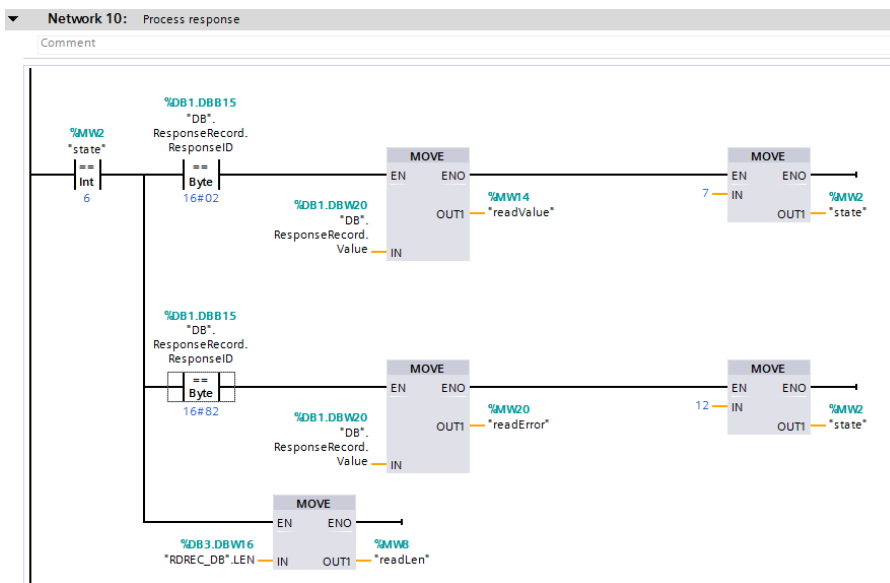 Network 10: Process response
Comment
%DB1.DBB15
"DB".
ResponseRecord.
ResponseID
%MW2
"state"
==
Int
6
==
Byte
16#02
MOVE
EN ENO
%DB1.DBW20
"DB".
ResponseRecord.
Value
IN
OUT1
%MW14
"readValue"
MOVE
EN ENO
7
IN
OUT1
%MW2
"state"
%DB1.DBB15
"DB".
ResponseRecord.
ResponseID
==
Byte
16#82
MOVE
EN ENO
%DB1.DBW20
"DB".
ResponseRecord.
Value
IN
OUT1
%MW20
"readError"
MOVE
EN ENO
12
IN
OUT1
%MW2
"state"
MOVE
EN ENO
%DB3.DBW16
"RDREC_DB".LEN
IN
OUT1
%MW8
"readLen"